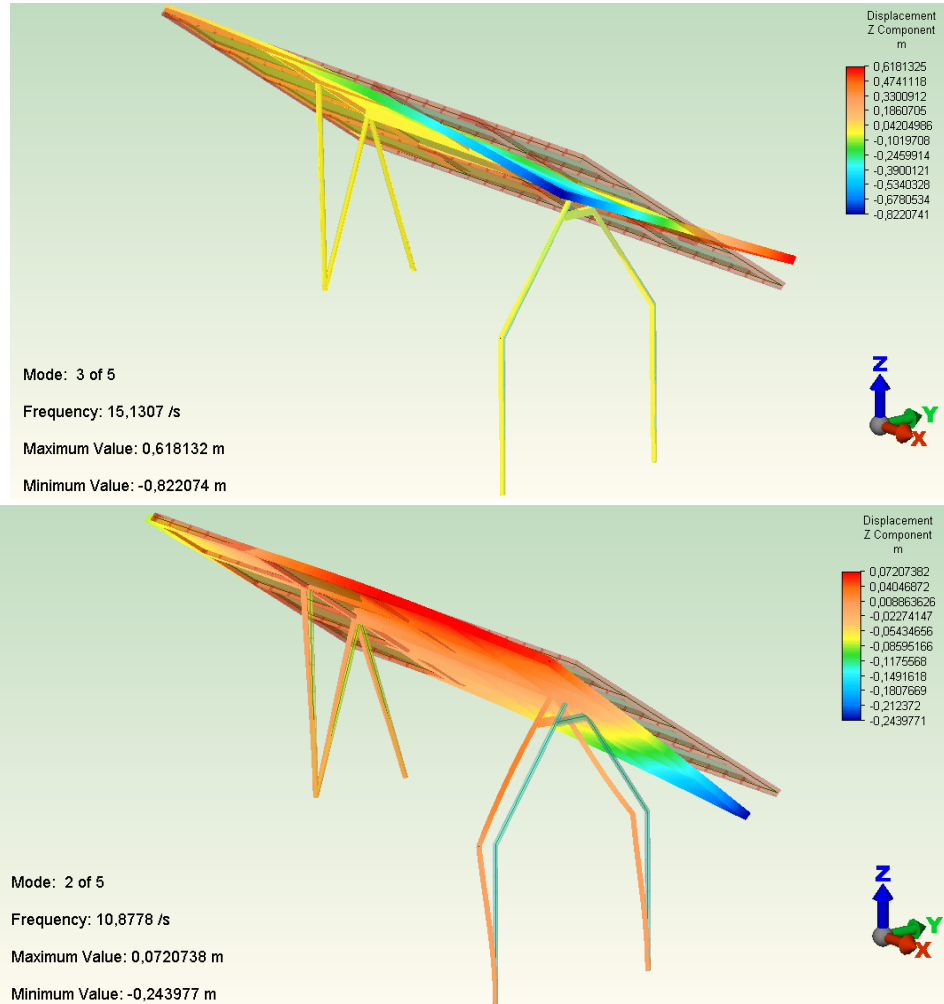 Displacement
Z Component
m
0,6181325
0,4741118
0,3300912
0,1860705
0,04204986
-0,1019708
-0,2459914
-0,3900121
-0,5340328
-0,6780534
-0,8220741
Z
Y
X
Mode: 3 of 5
Frequency: 15,1307 /s
Maximum Value: 0,618132 m
Minimum Value: -0,822074 m
Displacement
Z Component
m
0,07207382
0,04046872
0,008863626
-0,02274147
-0,05434656
-0,08595166
-0,1175568
-0,1491618
-0,1807669
-0,212372
-0,2439771
Z
Y
X
Mode: 2 of 5
Frequency: 10,8778 /s
Maximum Value: 0,0720738 m
Minimum Value: -0,243977 m